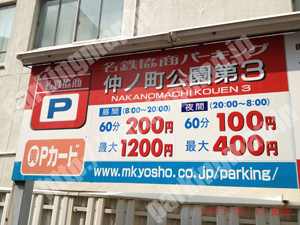 名鉄協商パーキング
仲ノ町公園第3
NAKANOMACHI KOUEN 3
名鉄協商
P
昼間 (8:00〜20:00)
60分 200円
最大 1200円
夜間 (20:00〜8:00)
60分 100円
最大 400円
Pカード
www.mkyosho.co.jp/parking/